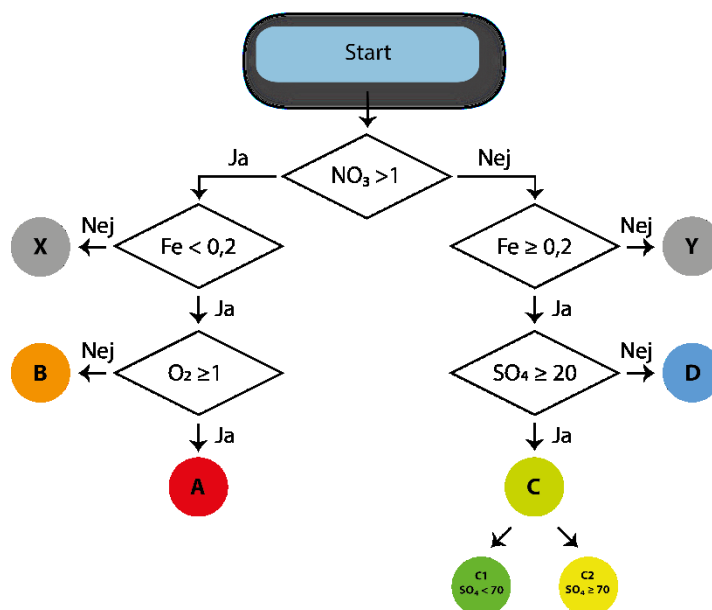 Start
Ja
Nej
NO₃ >1
Nej
Nej
X
Fe < 0,2
Fe ≥ 0,2
Y
Ja
Ja
Nej
Nej
B
O₂ ≥1
SO₄ ≥ 20
D
Ja
Ja
A
C
C1
SO₄ < 70
C2
SO₄ ≥ 70